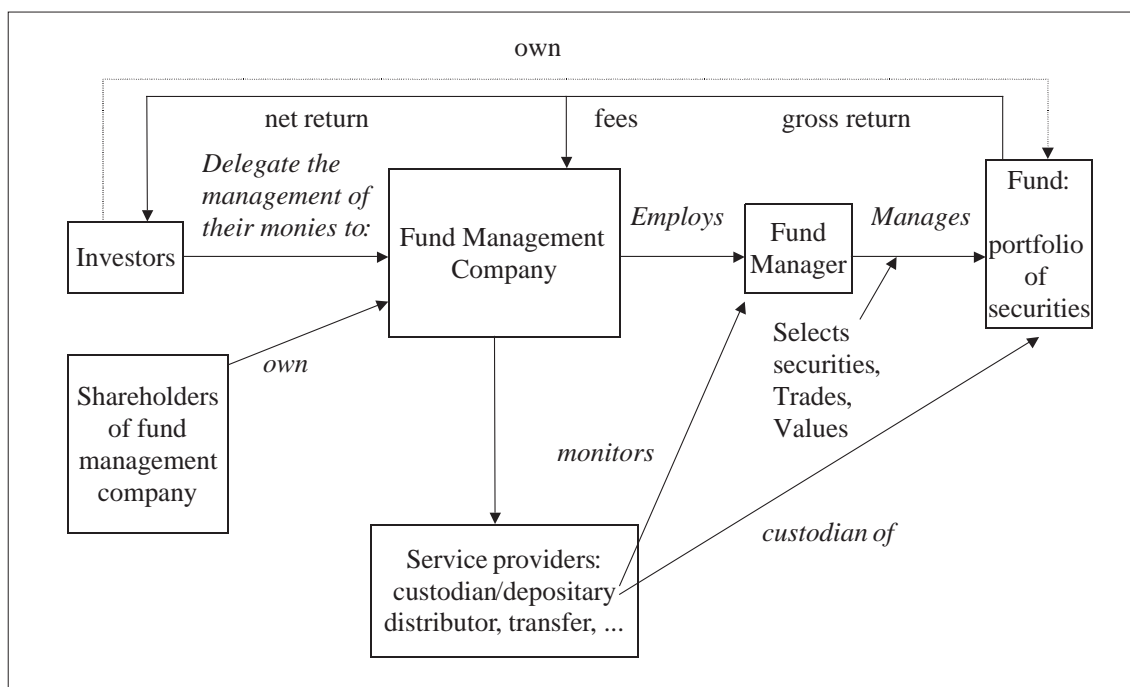 own
net return
fees
gross return
Delegate the
management of
their monies to:
Investors
Fund Management
Company
Employs
Fund
Manager
Manages
Fund:
portfolio
of
securities
Shareholders
of fund
management
company
own
Selects
securities,
Trades,
Values
monitors
custodian of
Service providers:
custodian/depositary
distributor, transfer, ...